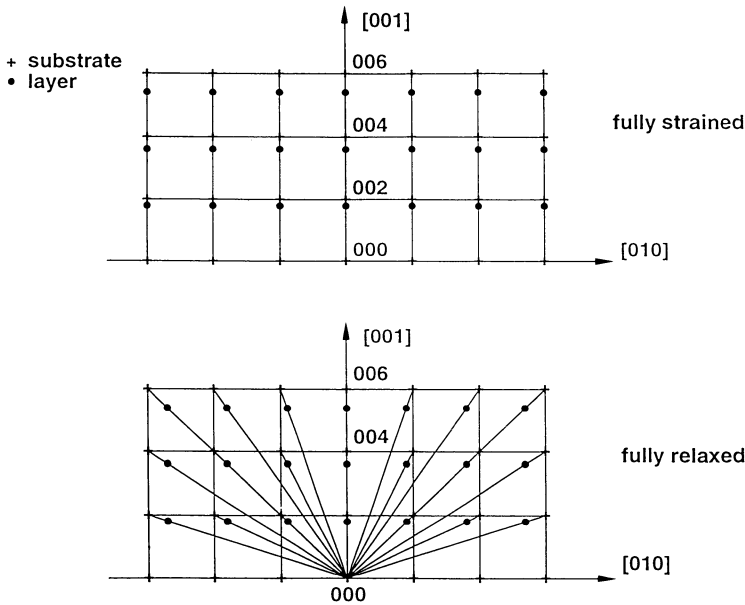 [001]
+ substrate
• layer
006
004
002
000
fully strained
[010]
[001]
006
004
fully relaxed
[010]
000